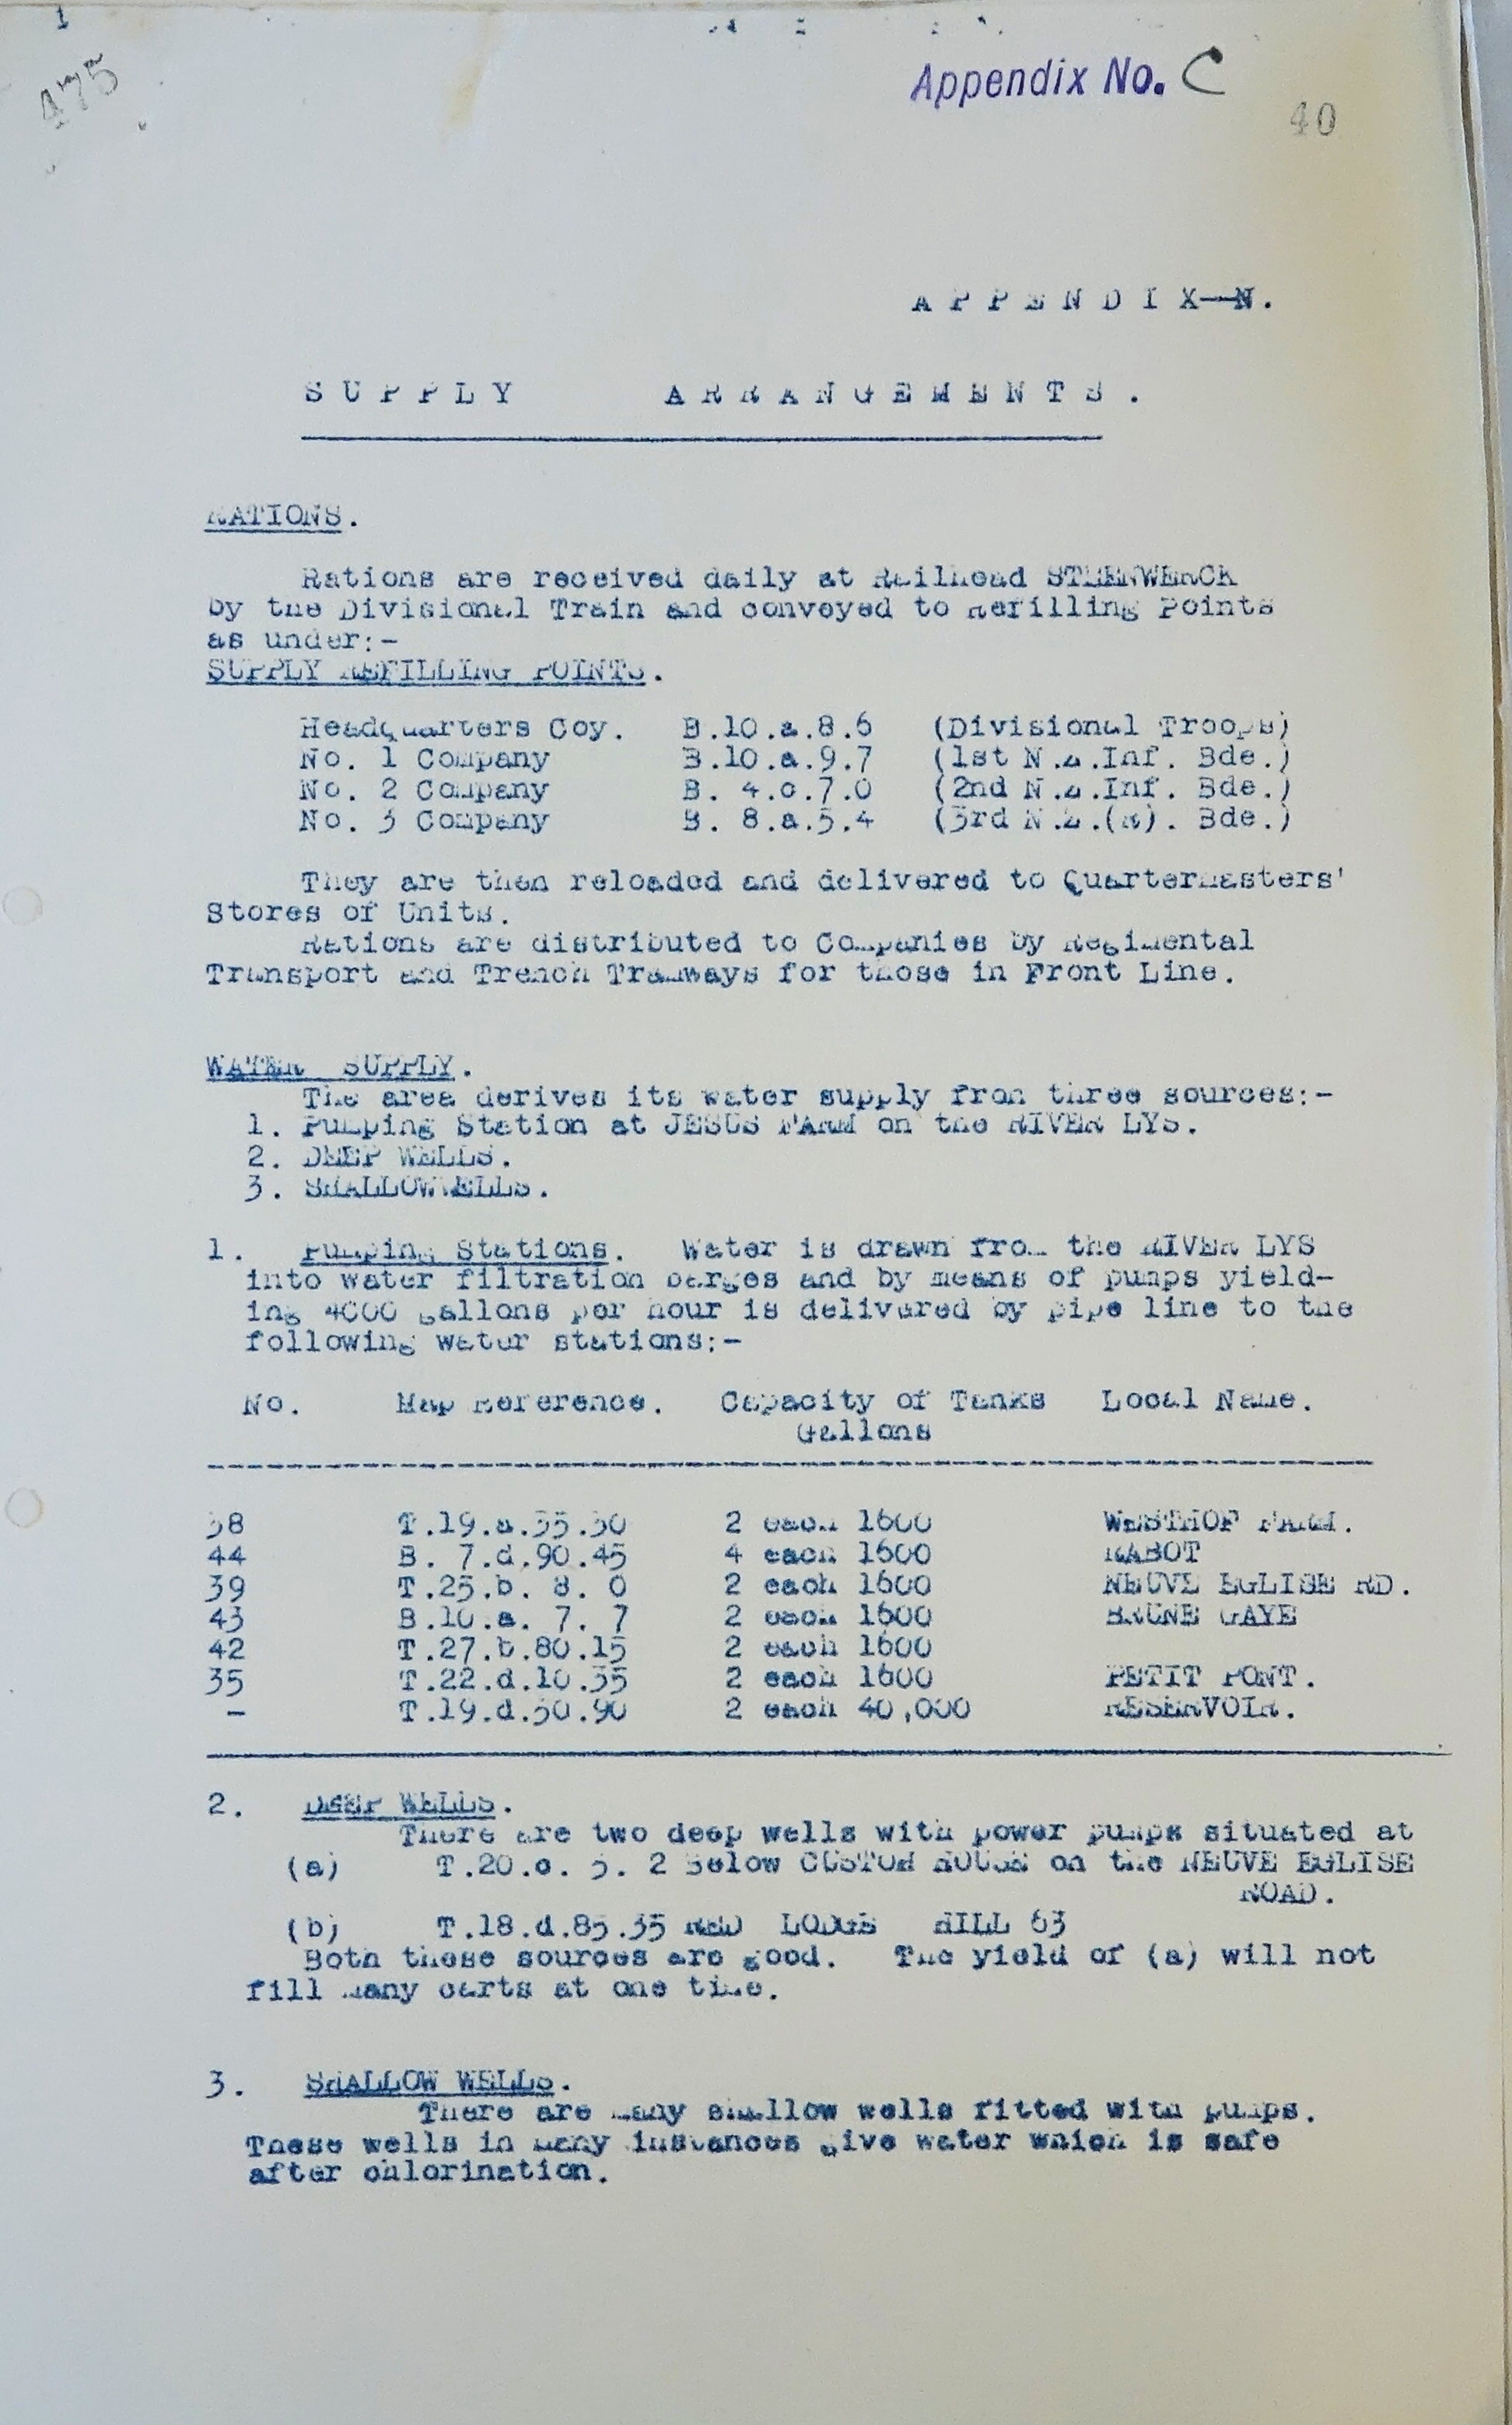 1
475
Appendix No. C
40
APPENDIX N.
SUPPLY ARRANGEMENTS.
RATIONS.
Rations are received daily at Railhead STEENWERCK
by the Divisional Train and conveyed to Refilling Points
as under:-
SUPPLY REFILLING POINTS.
Headquarters Coy. B.10.a.8.6 (Divisional Troops)
No. 1 Company B.10.a.9.7 (1st N.Z.Inf. Bde.)
No. 2 Company B. 4.c.7.0 (2nd N.Z.Inf. Bde.)
No. 3 Company B. 8.a.5.4 (3rd N.Z.(R). Bde.)
They are then reloaded and delivered to Quartermasters'
Stores of Units.
Rations are distributed to Companies by Regimental
Transport and Trench Tramways for those in Front Line.
WATER SUPPLY.
The area derives its water supply from three sources:-
1. Pumping Station at JESUS FARM on the RIVER LYS.
2. DEEP WELLS.
3. SHALLOW WELLS.
1. Pumping Stations. Water is drawn from the RIVER LYS
into water filtration barges and by means of pumps yield-
ing 4000 gallons per hour is delivered by pipe line to the
following water stations:-
No. Map Reference. Capacity of Tanks Local Name.
Gallons
38 T.19.a.35.30 2 each 1600 WESTHOF FARM.
44 B. 7.d.90.45 4 each 1600 RABOT
39 T.25.b. 8. 0 2 each 1600 NEUVE EGLISE RD.
43 B.10.a. 7. 7 2 each 1600 BRUNE GAYE
42 T.27.b.80.15 2 each 1600
35 T.22.d.10.35 2 each 1600 PETIT PONT.
- T.19.d.50.90 2 each 40,000 RESERVOIR.
2. DEEP WELLS.
There are two deep wells with power pumps situated at
(a) T.20.c. 5. 2 Below CUSTOM HOUSE on the NEUVE EGLISE
ROAD.
(b) T.18.d.85.35 RED LODGE HILL 63
Both these sources are good. The yield of (a) will not
fill many carts at one time.
3. SHALLOW WELLS.
There are many shallow wells fitted with pumps.
These wells in many instances give water which is safe
after chlorination.